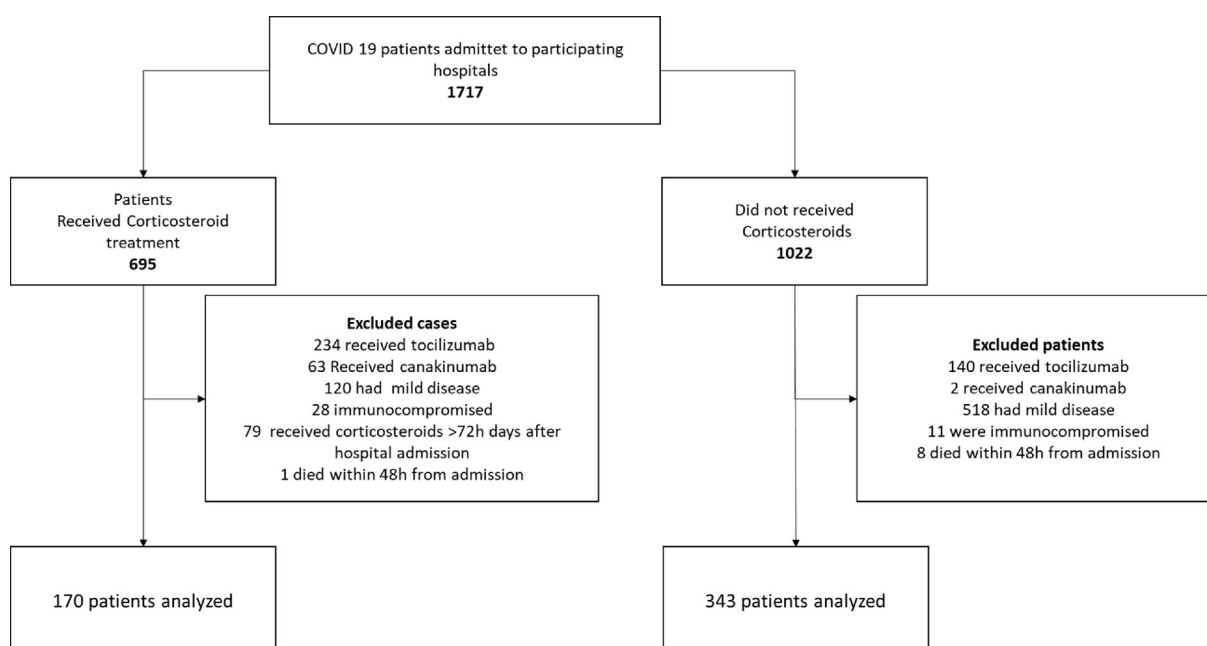 COVID 19 patients admittet to participating
hospitals
1717
Patients
Received Corticosteroid
treatment
695
Did not received
Corticosteroids
1022
Excluded cases
234 received tocilizumab
63 Received canakinumab
120 had mild disease
28 immunocompromised
79 received corticosteroids >72h days after
hospital admission
1 died within 48h from admission
Excluded patients
140 received tocilizumab
2 received canakinumab
518 had mild disease
11 were immunocompromised
8 died within 48h from admission
170 patients analyzed
343 patients analyzed